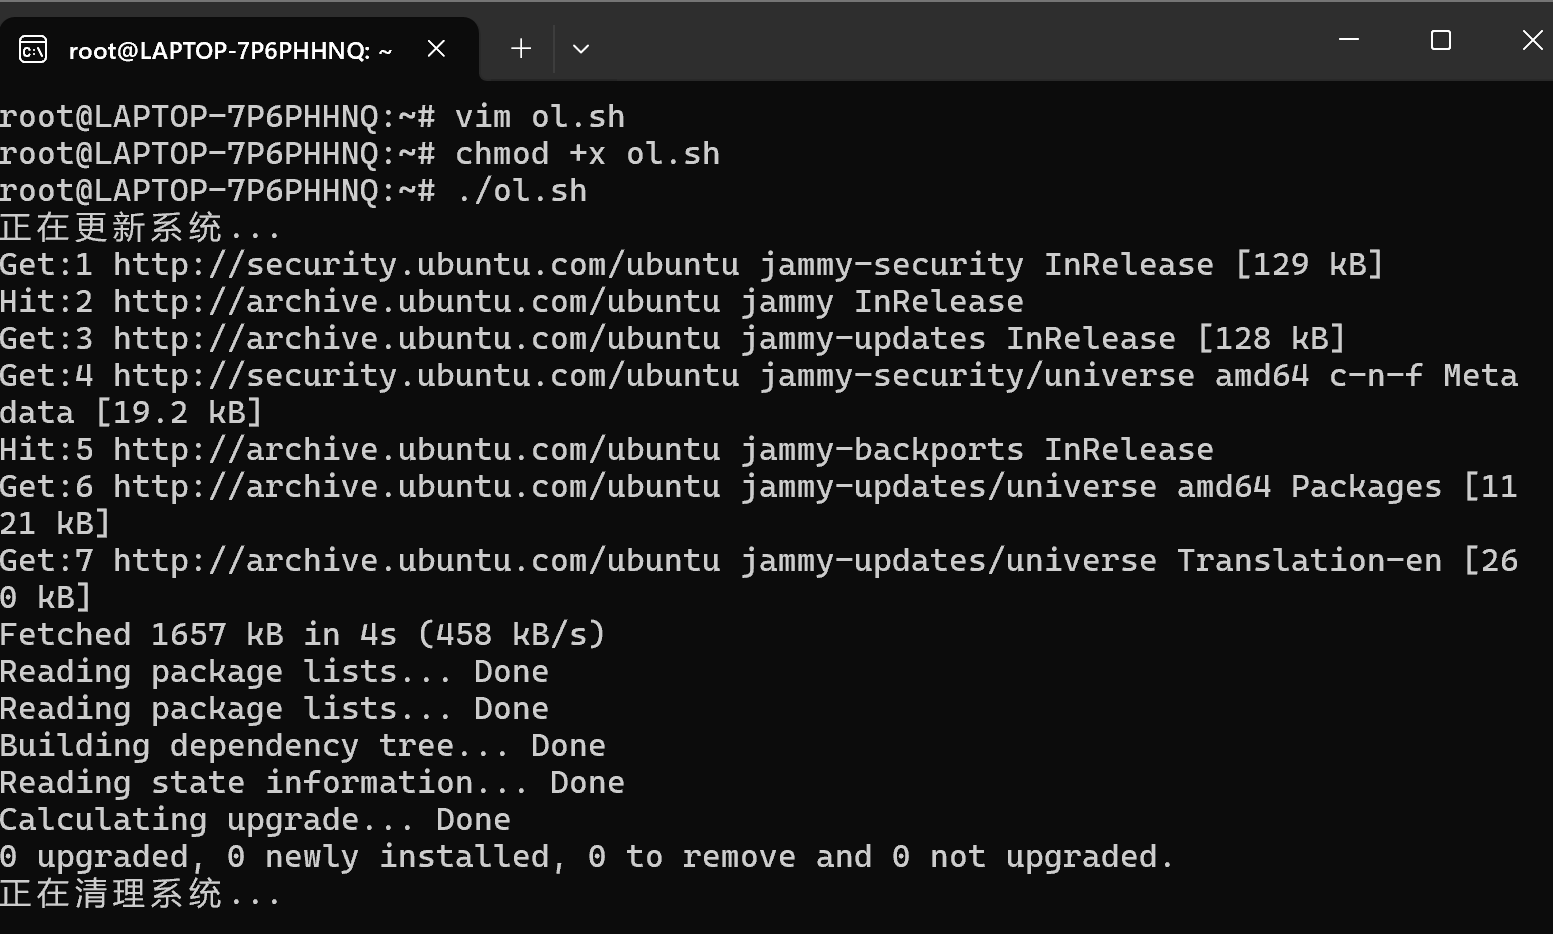 root@LAPTOP-7P6PHHNQ: ~
root@LAPTOP-7P6PHHNQ:~# vim ol.sh
root@LAPTOP-7P6PHHNQ:~# chmod +x ol.sh
root@LAPTOP-7P6PHHNQ:~# ./ol.sh
正在更新系统...
Get:1 http://security.ubuntu.com/ubuntu jammy-security InRelease [129 kB]
Hit:2 http://archive.ubuntu.com/ubuntu jammy InRelease
Get:3 http://archive.ubuntu.com/ubuntu jammy-updates InRelease [128 kB]
Get:4 http://security.ubuntu.com/ubuntu jammy-security/universe amd64 c-n-f Meta
data [19.2 kB]
Hit:5 http://archive.ubuntu.com/ubuntu jammy-backports InRelease
Get:6 http://archive.ubuntu.com/ubuntu jammy-updates/universe amd64 Packages [11
21 kB]
Get:7 http://archive.ubuntu.com/ubuntu jammy-updates/universe Translation-en [26
0 kB]
Fetched 1657 kB in 4s (458 kB/s)
Reading package lists... Done
Reading package lists... Done
Building dependency tree... Done
Reading state information... Done
Calculating upgrade... Done
0 upgraded, 0 newly installed, 0 to remove and 0 not upgraded.
正在清理系统...